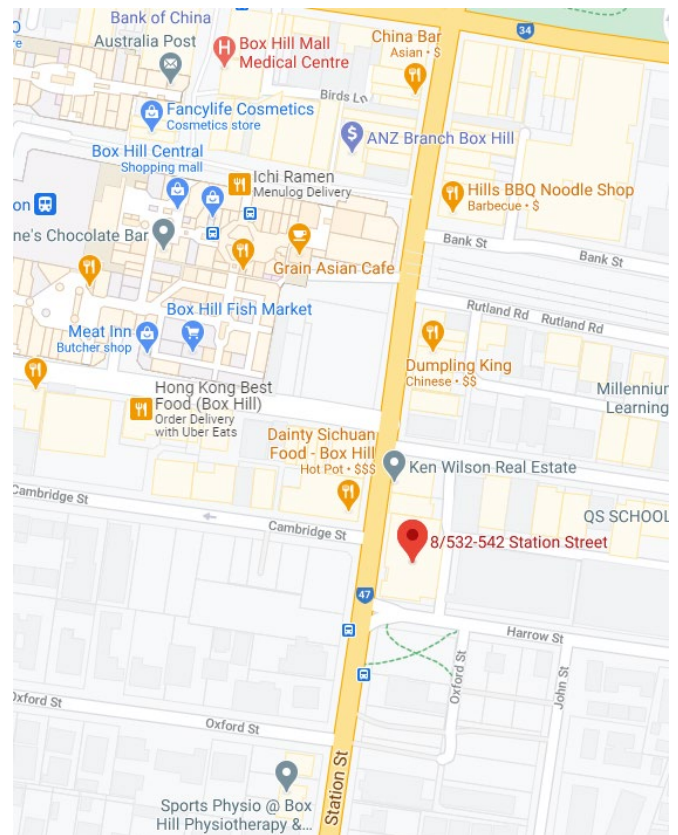 Bank of China
Australia Post
Box Hill Mall
Medical Centre
China Bar
Asian • $
34
O
re
Birds Ln
Fancylife Cosmetics
Cosmetics store
ANZ Branch Box Hill
Box Hill Central
Shopping mall
Ichi Ramen
Menulog Delivery
Hills BBQ Noodle Shop
Barbecue • $
on
ne's Chocolate Bar
Bank St
Bank St
Grain Asian Cafe
Rutland Rd
Rutland Rd
Box Hill Fish Market
Meat Inn
Butcher shop
Dumpling King
Chinese • $$
Hong Kong Best
Food (Box Hill)
Order Delivery
with Uber Eats
Millenniu
Learning
Dainty Sichuan
Food - Box Hill
Hot Pot • $$$
Ken Wilson Real Estate
Cambridge St
Cambridge St
QS SCHOOL
8/532-542 Station Street
47
Harrow St
Oxford St
John St
Oxford St
Oxford St
Station St
Sports Physio @ Box
Hill Physiotherapy &...